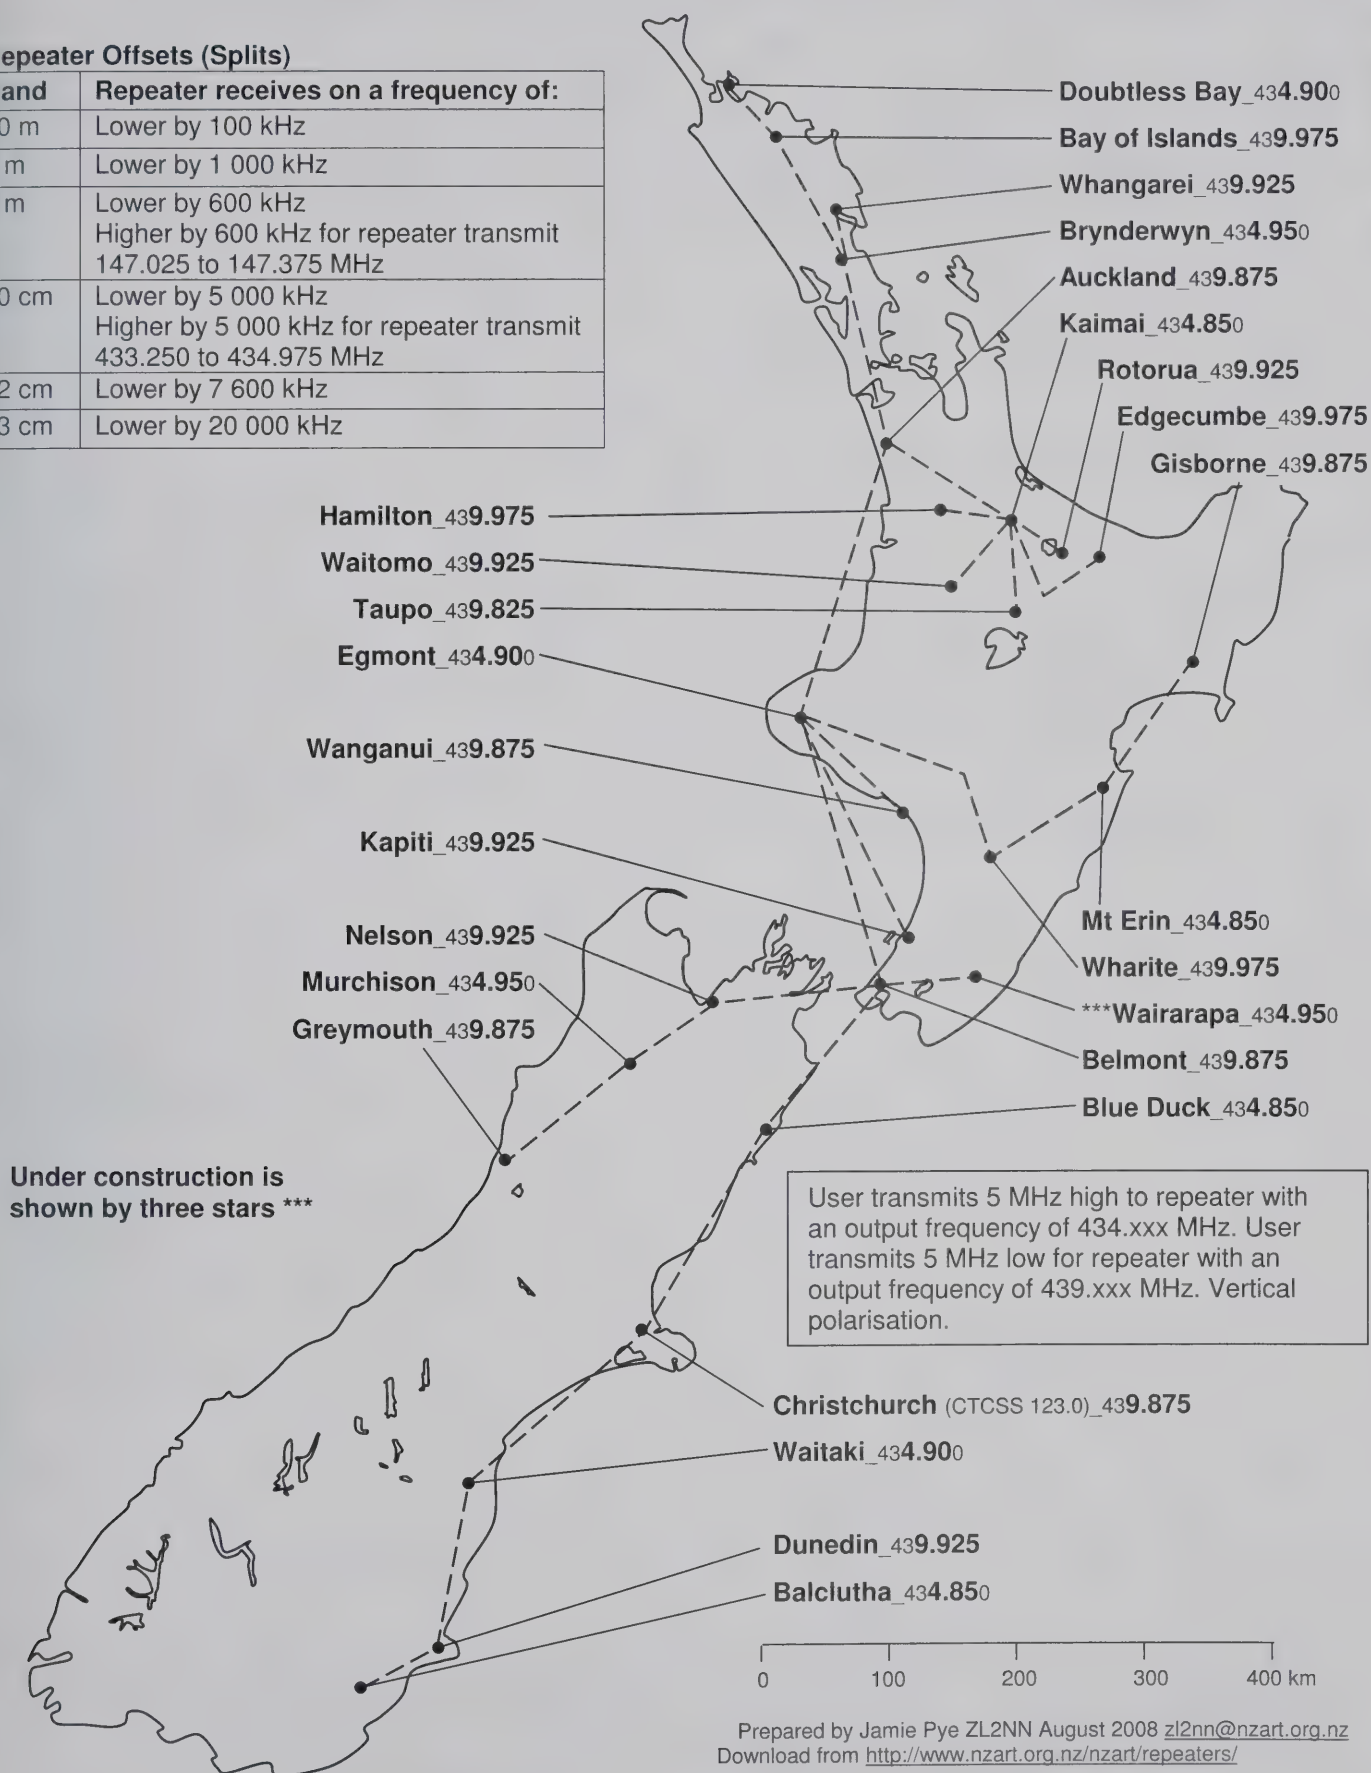 epeater Offsets (Splits)
and Repeater receives on a frequency of:
0 m Lower by 100 kHz
m Lower by 1 000 kHz
m Lower by 600 kHz
Higher by 600 kHz for repeater transmit
147.025 to 147.375 MHz
0 cm Lower by 5 000 kHz
Higher by 5 000 kHz for repeater transmit
433.250 to 434.975 MHz
2 cm Lower by 7 600 kHz
3 cm Lower by 20 000 kHz
Doubtless Bay_434.900
Bay of Islands_439.975
Whangarei_439.925
Brynderwyn_434.950
Auckland_439.875
Kaimai_434.850
Rotorua_439.925
Edgecumbe_439.975
Gisborne_439.875
Hamilton_439.975
Waitomo_439.925
Taupo_439.825
Egmont_434.900
Wanganui_439.875
Kapiti_439.925
Nelson_439.925
Murchison_434.950
Greymouth_439.875
Mt Erin_434.850
Wharite_439.975
***Wairarapa_434.950
Belmont_439.875
Blue Duck_434.850
Under construction is
shown by three stars ***
User transmits 5 MHz high to repeater with
an output frequency of 434.xxx MHz. User
transmits 5 MHz low for repeater with an
output frequency of 439.xxx MHz. Vertical
polarisation.
Christchurch (CTCSS 123.0)_439.875
Waitaki_434.900
Dunedin_439.925
Balclutha_434.850
0 100 200 300 400 km
Prepared by Jamie Pye ZL2NN August 2008 zl2nn@nzart.org.nz
Download from http://www.nzart.org.nz/nzart/repeaters/